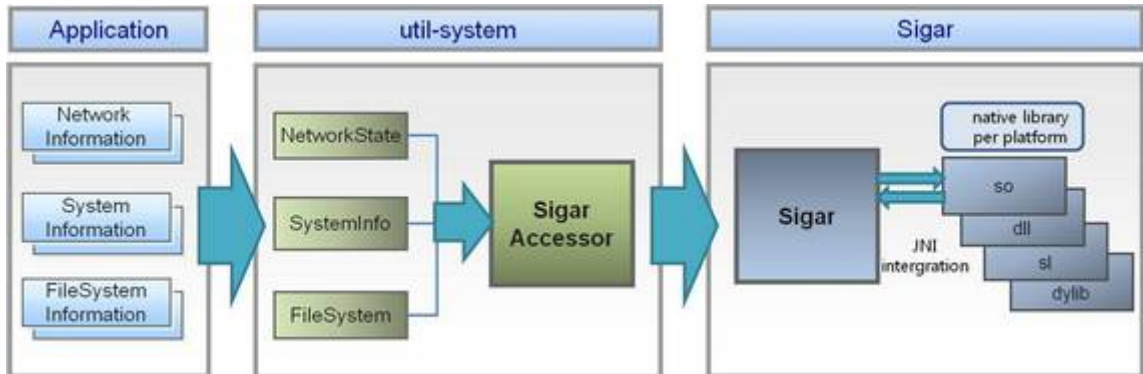 Application
util-system
Sigar
Network
Information
System
Information
FileSystem
Information
NetworkState
SystemInfo
FileSystem
Sigar
Accessor
Sigar
native library
per platform
so
dll
sl
dylib
JNI
intergration